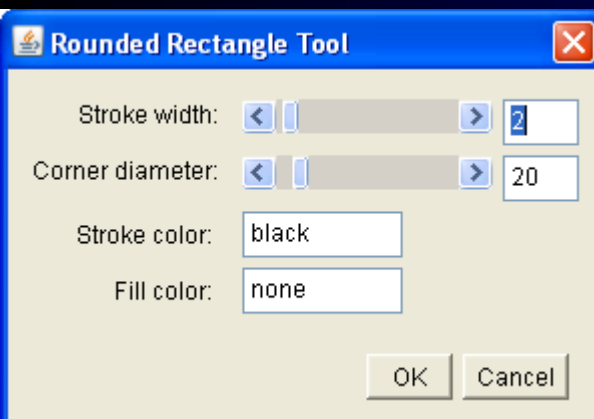 Rounded Rectangle Tool
Stroke width: 2
Corner diameter: 20
Stroke color: black
Fill color: none
OK Cancel